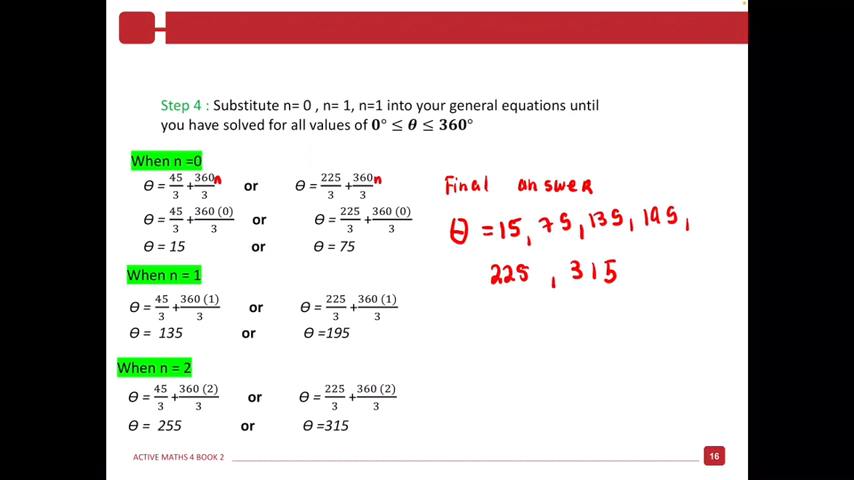 Step 4 : Substitute n= 0 , n= 1, n=1 into your general equations until
you have solved for all values of 0° ≤ θ ≤ 360°
When n =0
Ө = 45/3 + 360/3 n or Ө = 225/3 + 360/3 n
Ө = 45/3 + 360 (0)/3 or Ө = 225/3 + 360 (0)/3
Ө = 15 or Ө = 75
When n = 1
Ө = 45/3 + 360 (1)/3 or Ө = 225/3 + 360 (1)/3
Ө = 135 or Ө =195
When n = 2
Ө = 45/3 + 360 (2)/3 or Ө = 225/3 + 360 (2)/3
Ө = 255 or Ө =315
Final answer
Ө = 15, 75, 135, 195,
225, 315
ACTIVE MATHS 4 BOOK 2
16